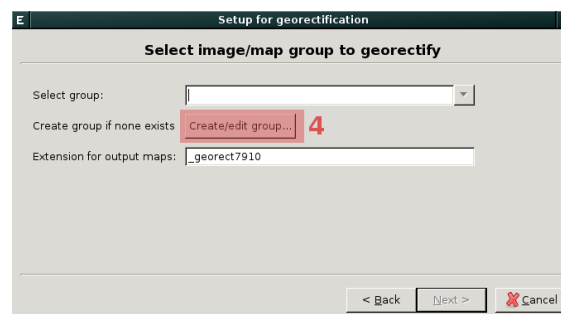 E Setup for georectification
Select image/map group to georectify
Select group:
Create group if none exists Create/edit group... 4
Extension for output maps: _georect7910
< Back Next > Cancel